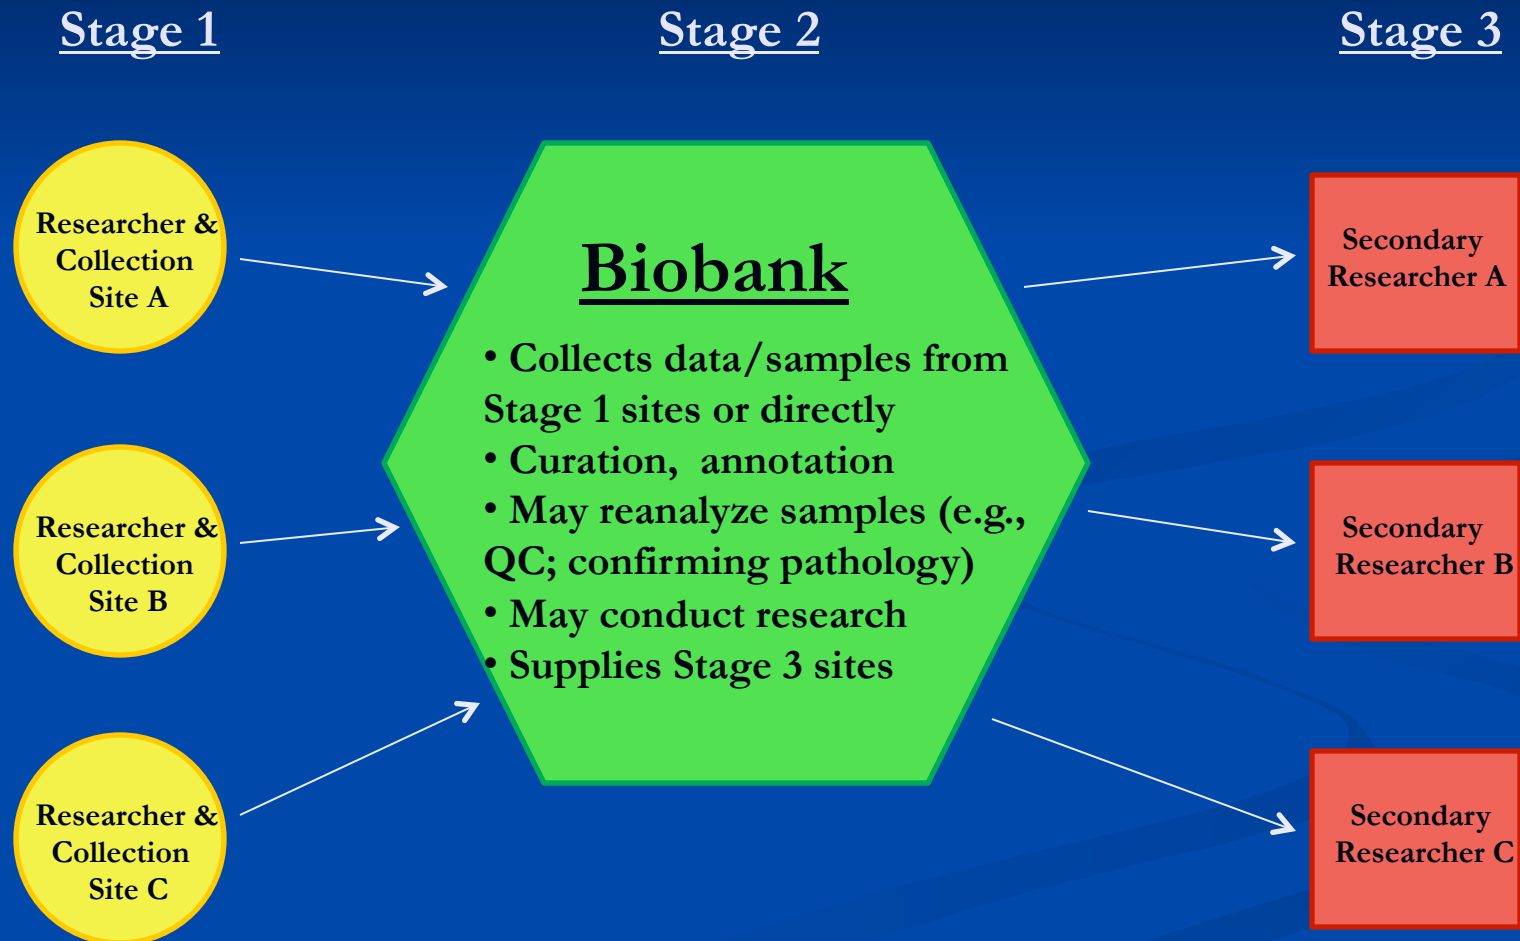 Stage 1
Stage 2
Stage 3
Researcher &
Collection
Site A
Researcher &
Collection
Site B
Researcher &
Collection
Site C
Biobank
• Collects data/samples from
Stage 1 sites or directly
• Curation, annotation
• May reanalyze samples (e.g.,
QC; confirming pathology)
• May conduct research
• Supplies Stage 3 sites
Secondary
Researcher A
Secondary
Researcher B
Secondary
Researcher C